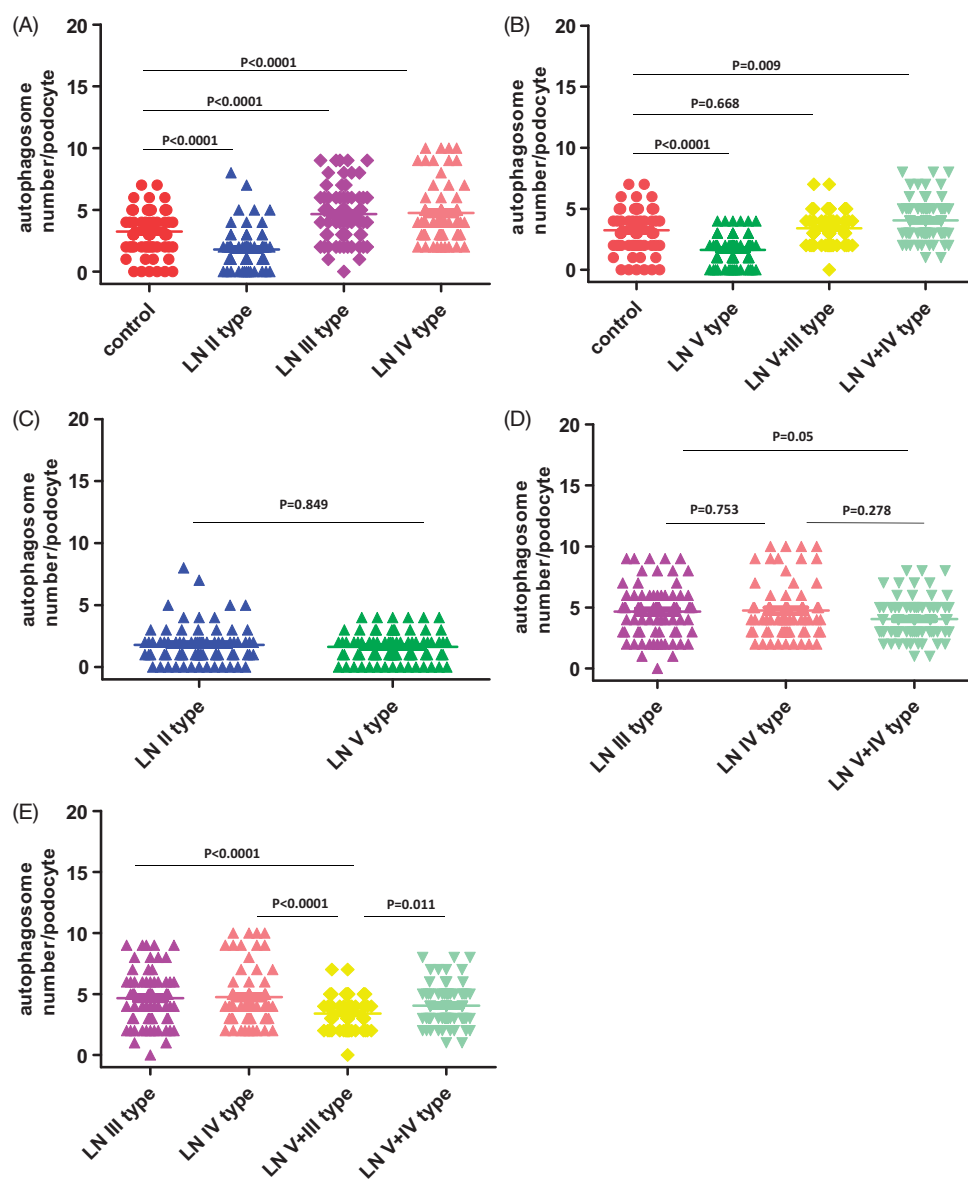 (A)
autophagosome
number/podocyte
20
15
10
5
0
P<0.0001
P<0.0001
P<0.0001
control
LN II type
LN III type
LN IV type
(B)
autophagosome
number/podocyte
20
15
10
5
0
P=0.009
P=0.668
P<0.0001
control
LN V type
LN V+III type
LN V+IV type
(C)
autophagosome
number/podocyte
20
15
10
5
0
P=0.849
LN II type
LN V type
(D)
autophagosome
number/podocyte
20
15
10
5
0
P=0.05
P=0.753
P=0.278
LN III type
LN IV type
LN V+IV type
(E)
autophagosome
number/podocyte
20
15
10
5
0
P<0.0001
P<0.0001
P=0.011
LN III type
LN IV type
LN V+III type
LN V+IV type